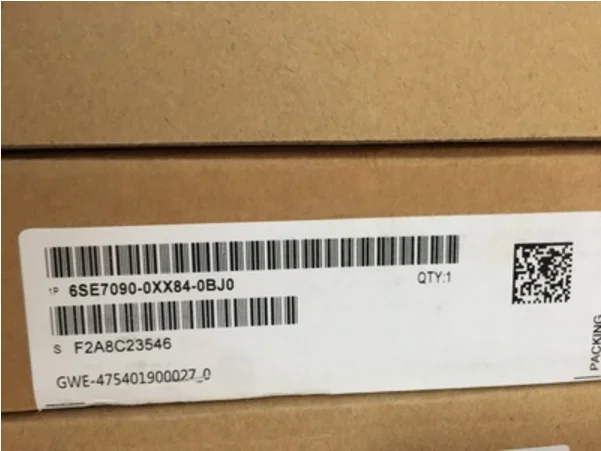 1P 6SE7090-0XX84-0BJ0
QTY:1
S F2A8C23546
GWE-475401900027_0
PACKING